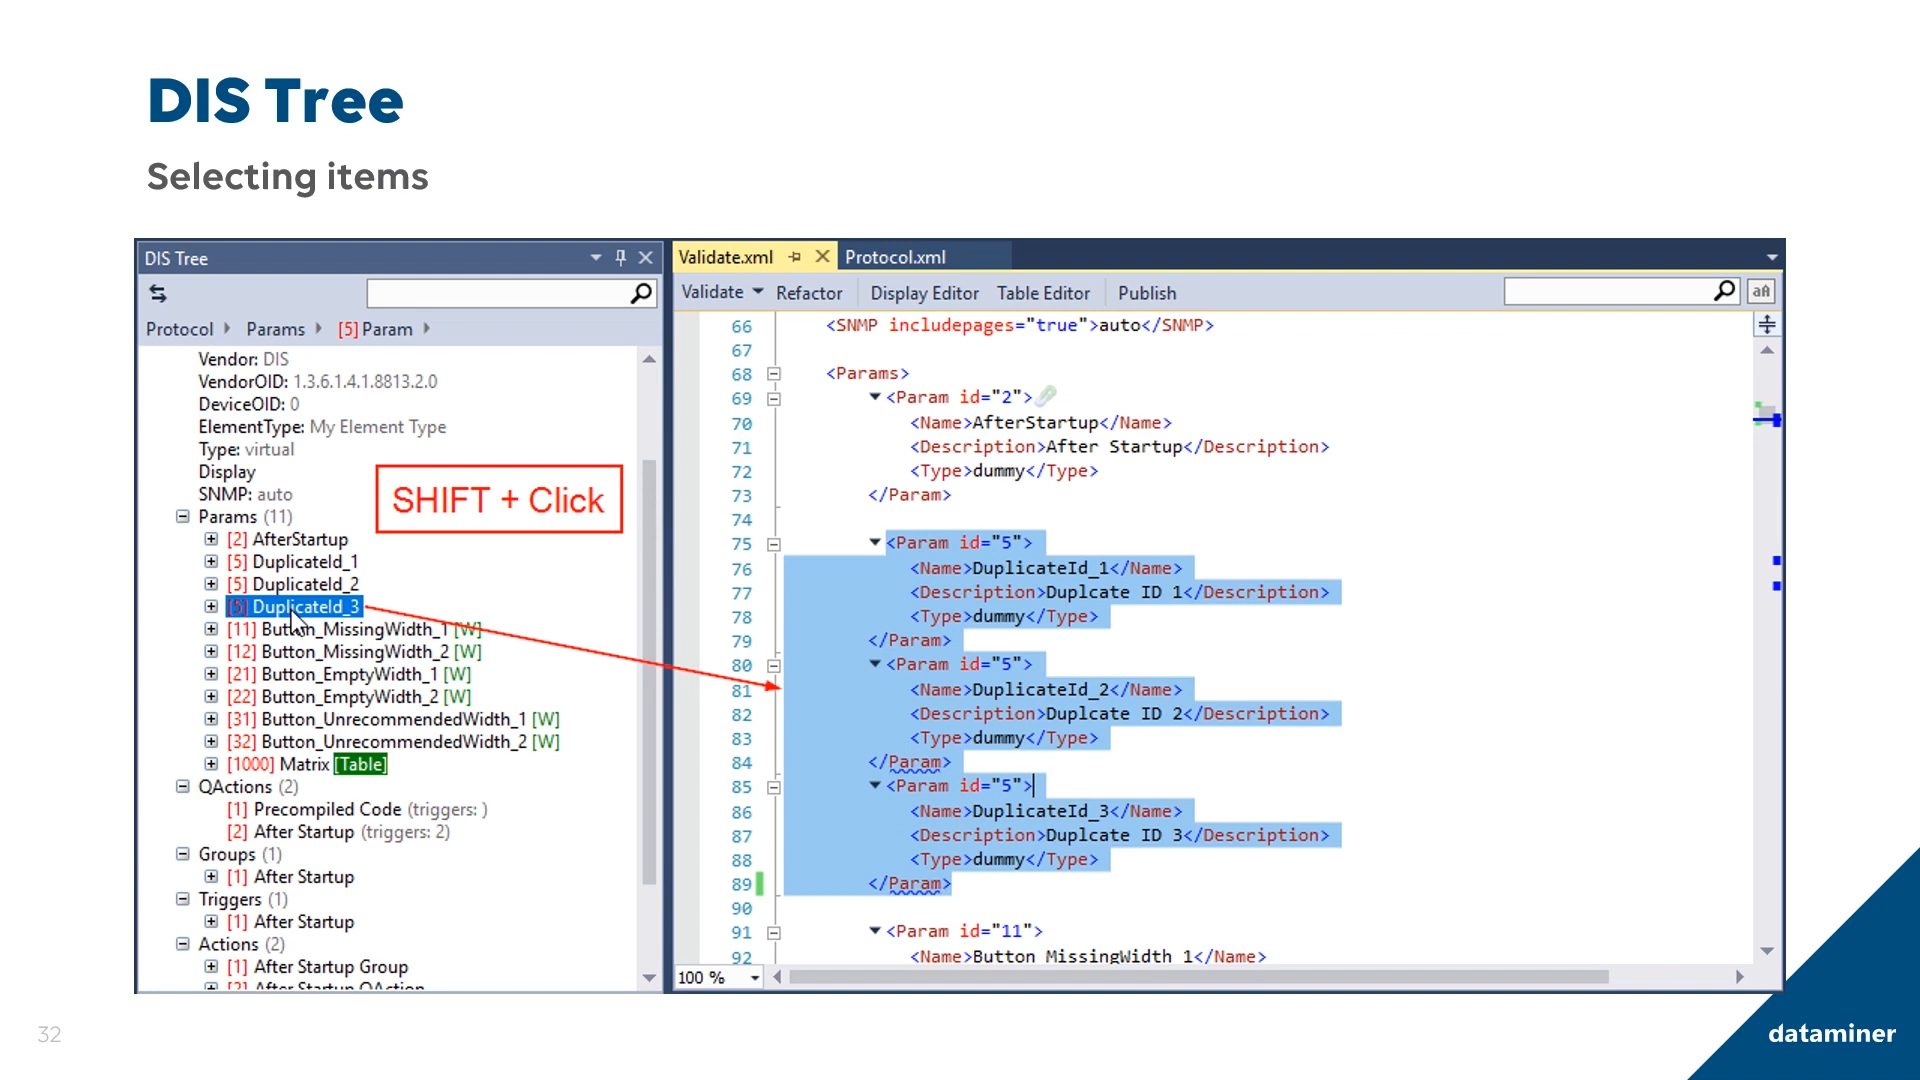 DIS Tree
Selecting items
DIS Tree
Protocol Params [5] Param
Vendor: DIS
VendorOID: 1.3.6.1.4.1.8813.2.0
DeviceOID: 0
ElementType: My Element Type
Type: virtual
Display
SNMP: auto
SHIFT + Click
Params (11)
[2] AfterStartup
[5] DuplicateId_1
[5] DuplicateId_2
[5] DuplicateId_3
[11] Button_MissingWidth_1 [W]
[12] Button_MissingWidth_2 [W]
[21] Button_EmptyWidth_1 [W]
[22] Button_EmptyWidth_2 [W]
[31] Button_UnrecommendedWidth_1 [W]
[32] Button_UnrecommendedWidth_2 [W]
[1000] Matrix [Table]
QActions (2)
[1] Precompiled Code (triggers: )
[2] After Startup (triggers: 2)
Groups (1)
[1] After Startup
Triggers (1)
[1] After Startup
Actions (2)
[1] After Startup Group
[2] After Startup QAction
Validate.xml Protocol.xml
Validate Refactor Display Editor Table Editor Publish aA
66 <SNMP includepages="true">auto</SNMP>
67
68 <Params>
69 <Param id="2">
70 <Name>AfterStartup</Name>
71 <Description>After Startup</Description>
72 <Type>dummy</Type>
73 </Param>
74
75 <Param id="5">
76 <Name>DuplicateId_1</Name>
77 <Description>Duplcate ID 1</Description>
78 <Type>dummy</Type>
79 </Param>
80 <Param id="5">
81 <Name>DuplicateId_2</Name>
82 <Description>Duplcate ID 2</Description>
83 <Type>dummy</Type>
84 </Param>
85 <Param id="5">
86 <Name>DuplicateId_3</Name>
87 <Description>Duplcate ID 3</Description>
88 <Type>dummy</Type>
89 </Param>
90
91 <Param id="11">
92 <Name>Button_MissingWidth_1</Name>
100 %
32
dataminer